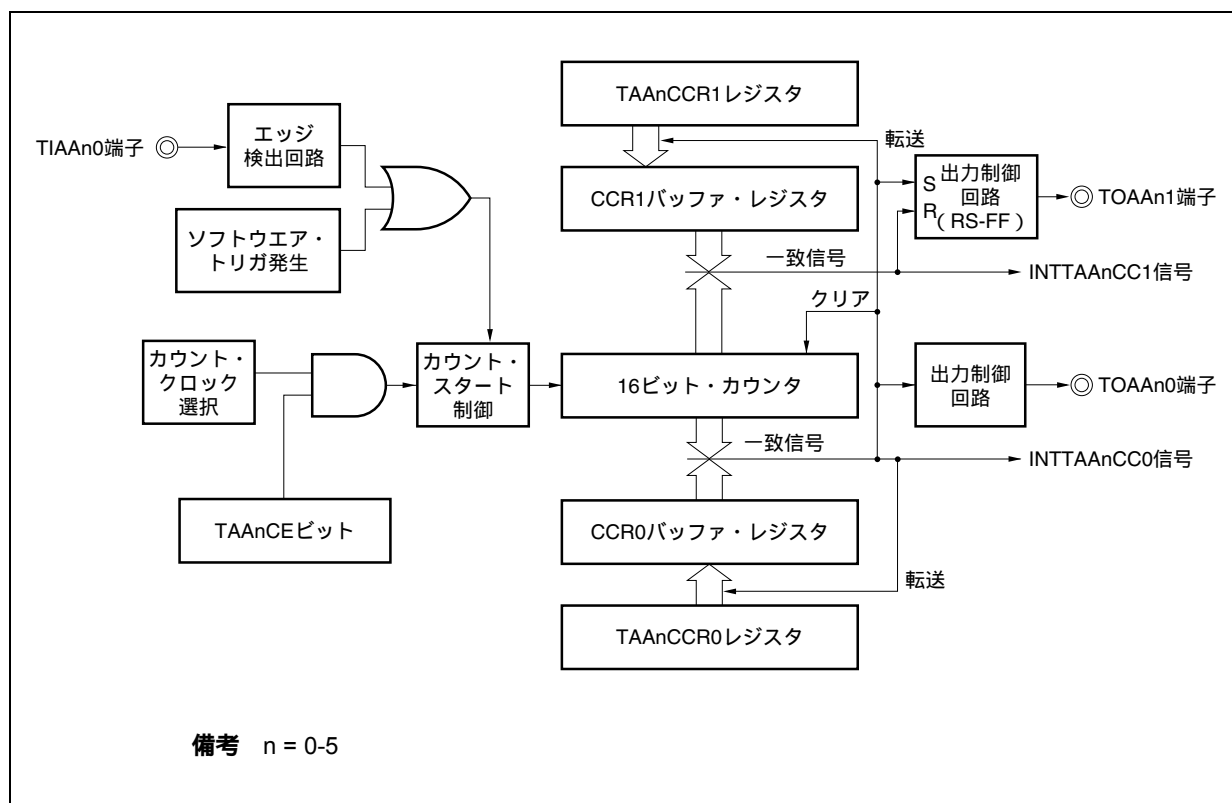 TAAnCCR1レジスタ
TIAAn0端子
エッジ
検出回路
転送
CCR1バッファ・レジスタ
S
R
出力制御
回路
（RS-FF）
TOAAn1端子
ソフトウエア・
トリガ発生
一致信号
INTTAAnCC1信号
クリア
カウント・
クロック
選択
カウント・
スタート
制御
16ビット・カウンタ
出力制御
回路
TOAAn0端子
一致信号
INTTAAnCC0信号
TAAnCEビット
CCR0バッファ・レジスタ
転送
TAAnCCR0レジスタ
備考 n = 0-5